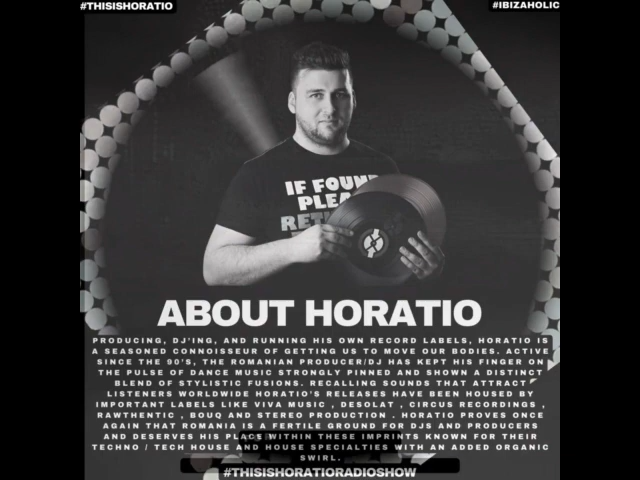 #THISISHORATIO
#IBIZAHOLIC
IF FOUND
PLEA
RET
ABOUT HORATIO
PRODUCING, DJ'ING, AND RUNNING HIS OWN RECORD LABELS, HORATIO IS
A SEASONED CONNOISSEUR OF GETTING US TO MOVE OUR BODIES. ACTIVE
SINCE THE 90'S, THE ROMANIAN PRODUCER/DJ HAS KEPT HIS FINGER ON
THE PULSE OF DANCE MUSIC STRONGLY PINNED AND SHOWN A DISTINCT
BLEND OF STYLISTIC FUSIONS. RECALLING SOUNDS THAT ATTRACT
LISTENERS WORLDWIDE HORATIO'S RELEASES HAVE BEEN HOUSED BY
IMPORTANT LABELS LIKE VIVA MUSIC , DESOLAT , CIRCUS RECORDINGS ,
RAWTHENTIC , BOUQ AND STEREO PRODUCTION . HORATIO PROVES ONCE
AGAIN THAT ROMANIA IS A FERTILE GROUND FOR DJS AND PRODUCERS
AND DESERVES HIS PLACE WITHIN THESE IMPRINTS KNOWN FOR THEIR
TECHNO / TECH HOUSE AND HOUSE SPECIALTIES WITH AN ADDED ORGANIC
SWIRL.
#THISISHORATIORADIOSHOW